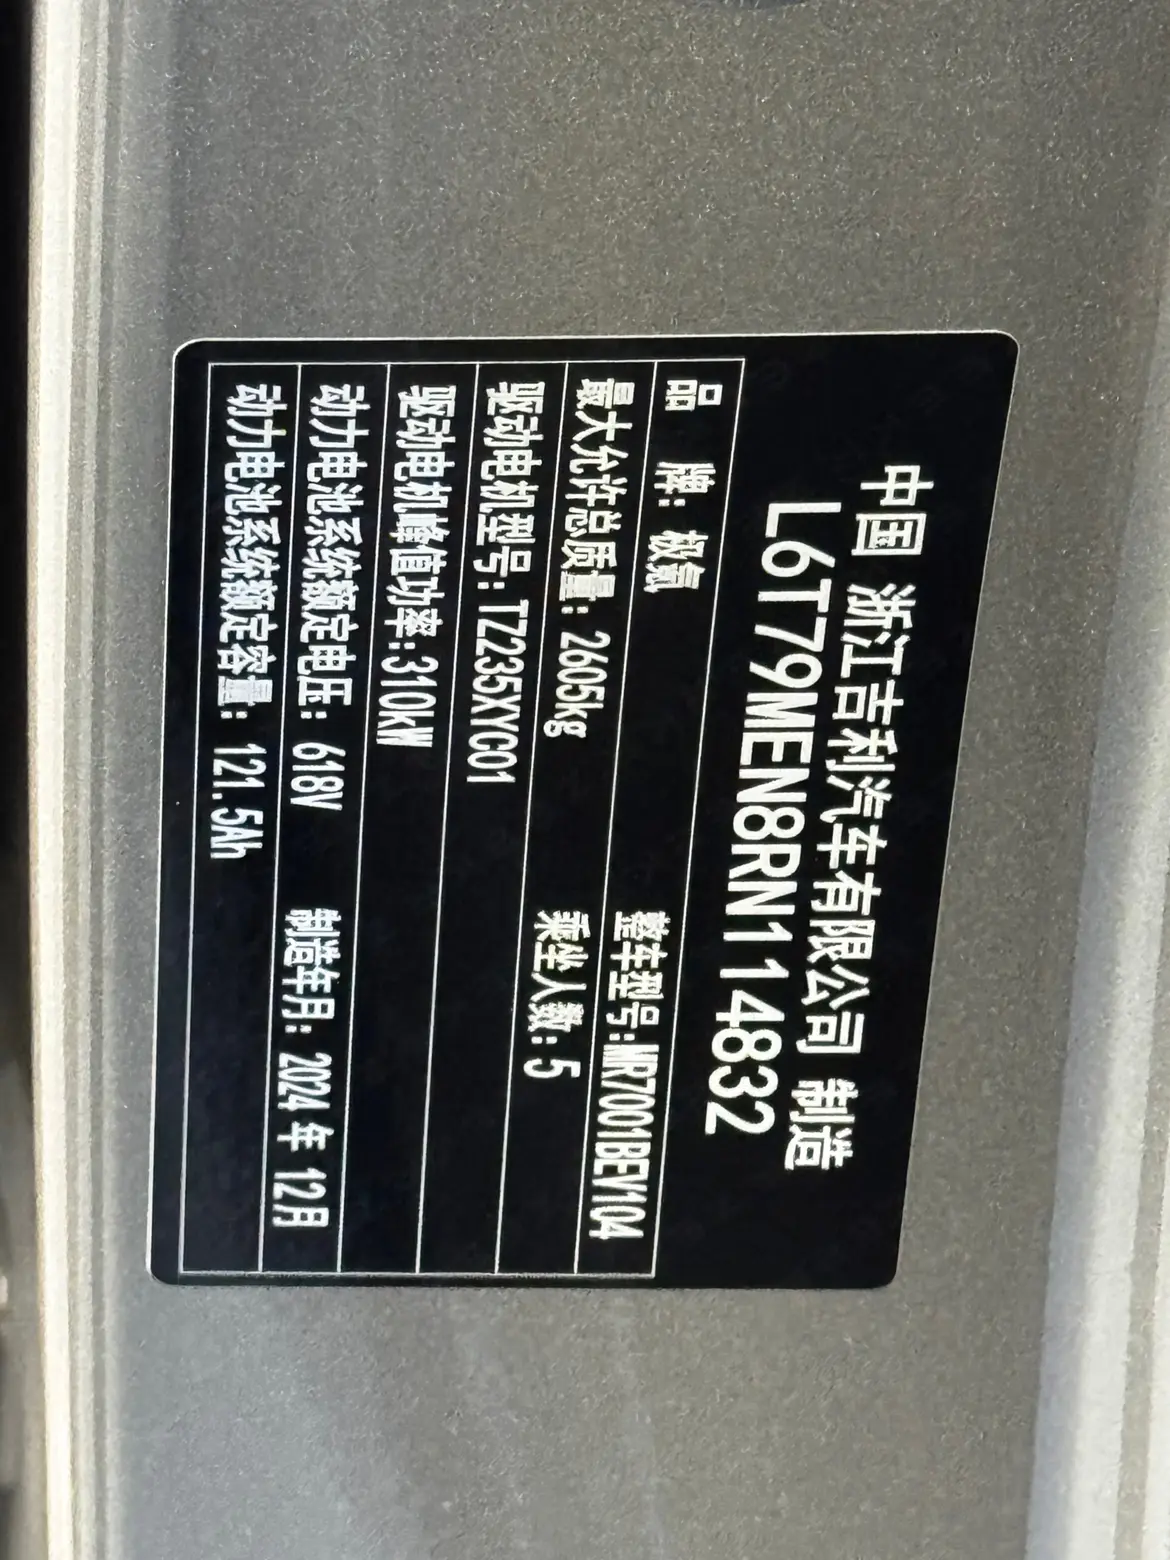 中国 浙江吉利汽车有限公司 制造
L6T79MEN8RN114832
品 牌: 极氪 整车型号:MR7001BEV104
最大允许总质量: 2605kg 乘坐人数: 5
驱动电机型号: TZ235XYC01
驱动电机峰值功率:310kW
动力电池系统额定电压: 618V 制造年月: 2024 年 12月
动力电池系统额定容量: 121.5Ah